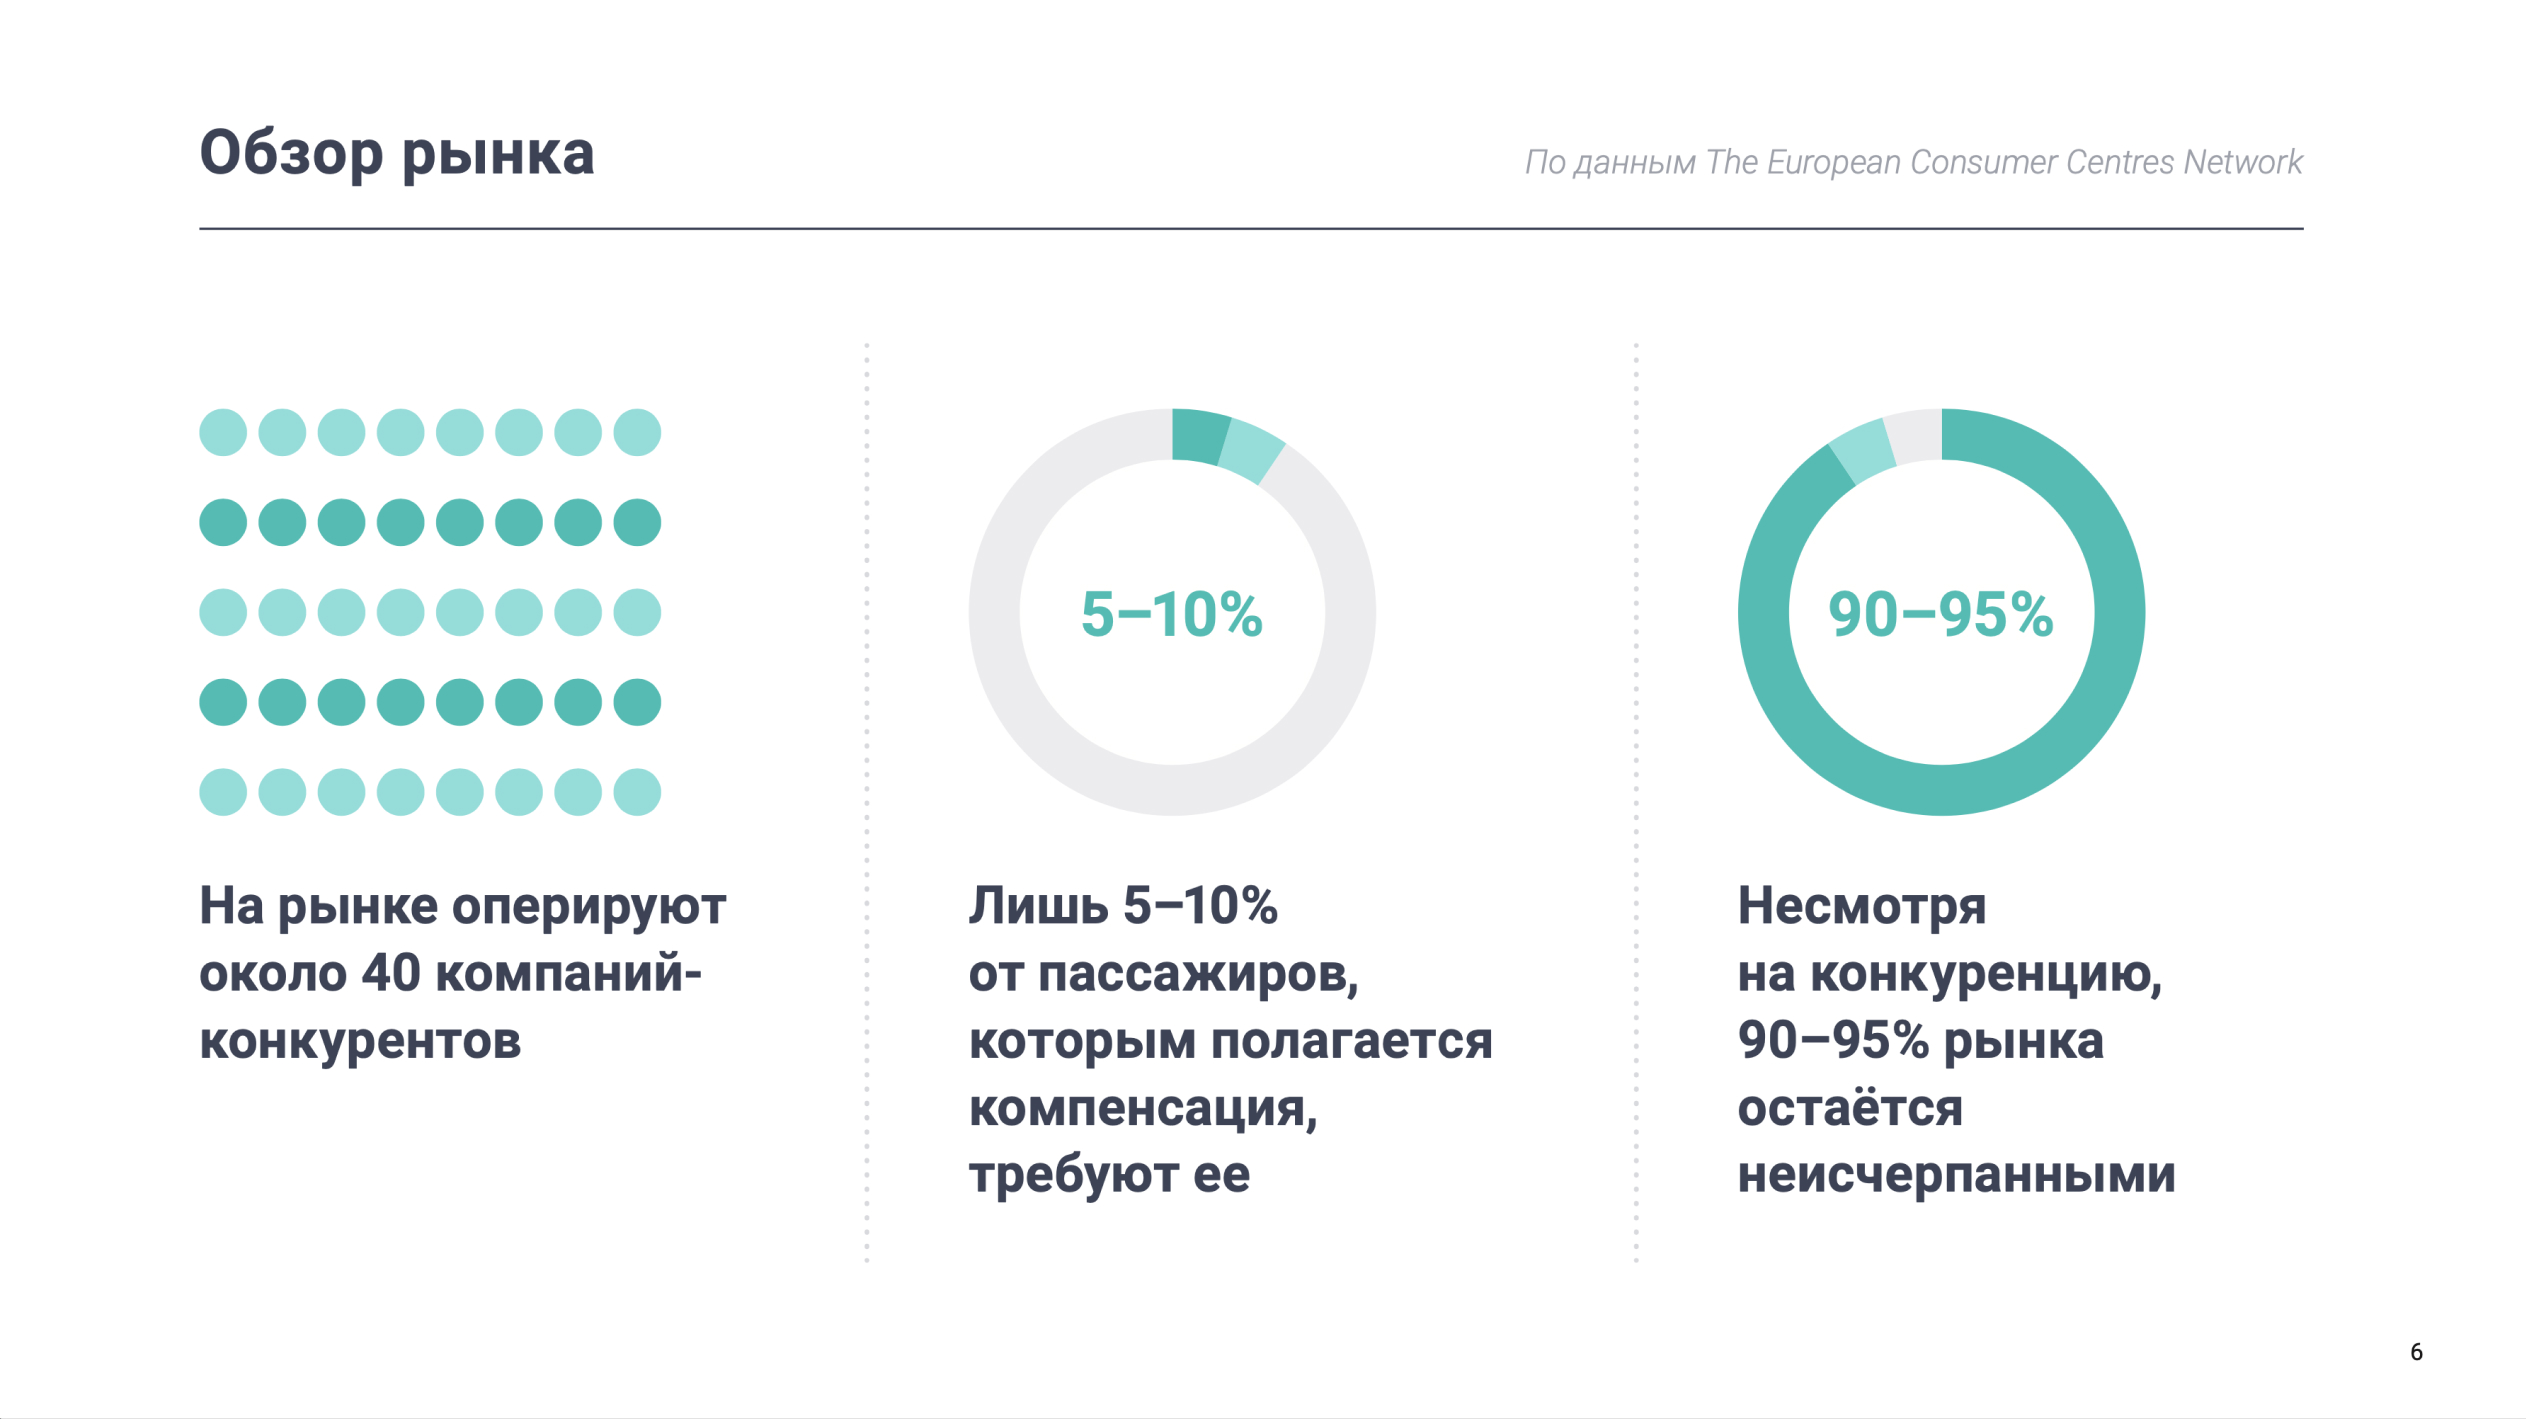 Обзор рынка
По данным The European Consumer Centres Network
5–10%
90–95%
На рынке оперируют
около 40 компаний-
конкурентов
Лишь 5–10%
от пассажиров,
которым полагается
компенсация,
требуют ее
Несмотря
на конкуренцию,
90–95% рынка
остаётся
неисчерпанными
6